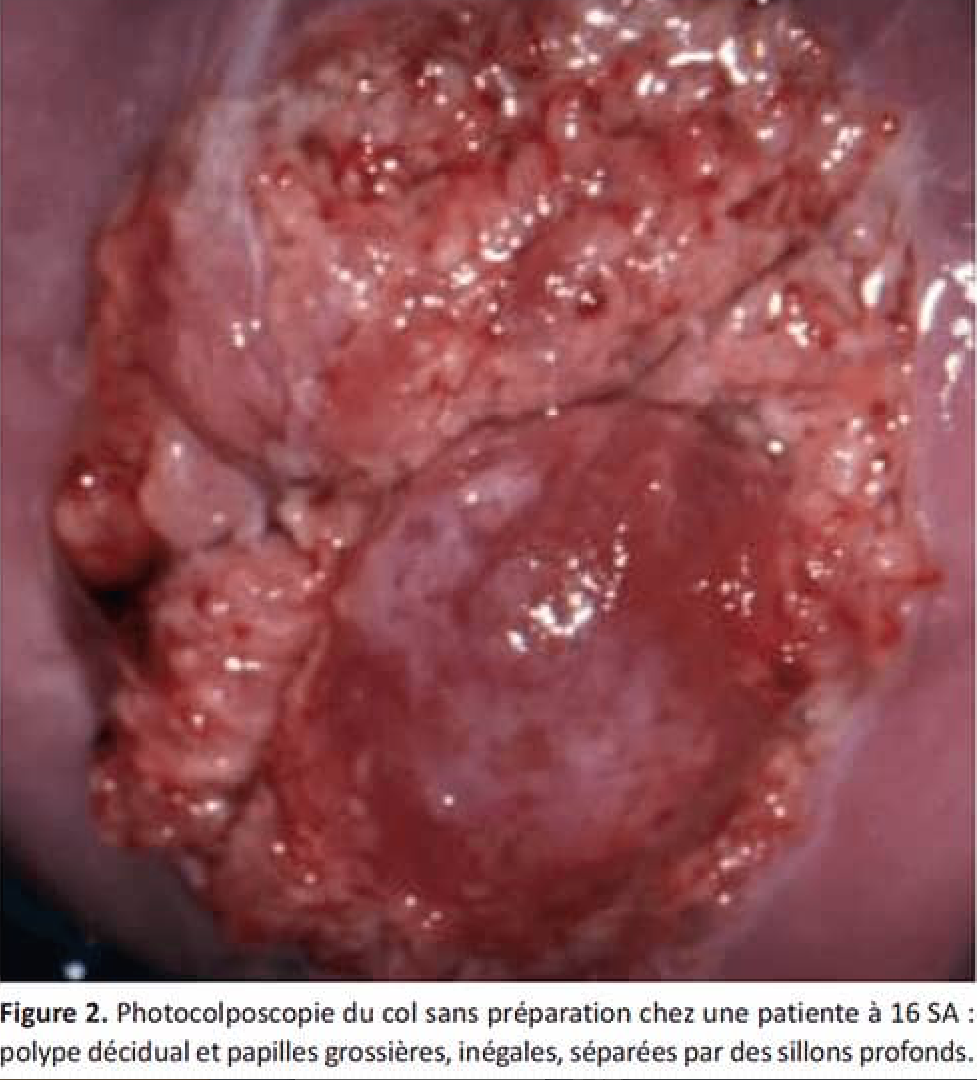 Figure 2. Photocolposcopie du col sans préparation chez une patiente à 16 SA :
polype décidual et papilles grossières, inégales, séparées par des sillons profonds.